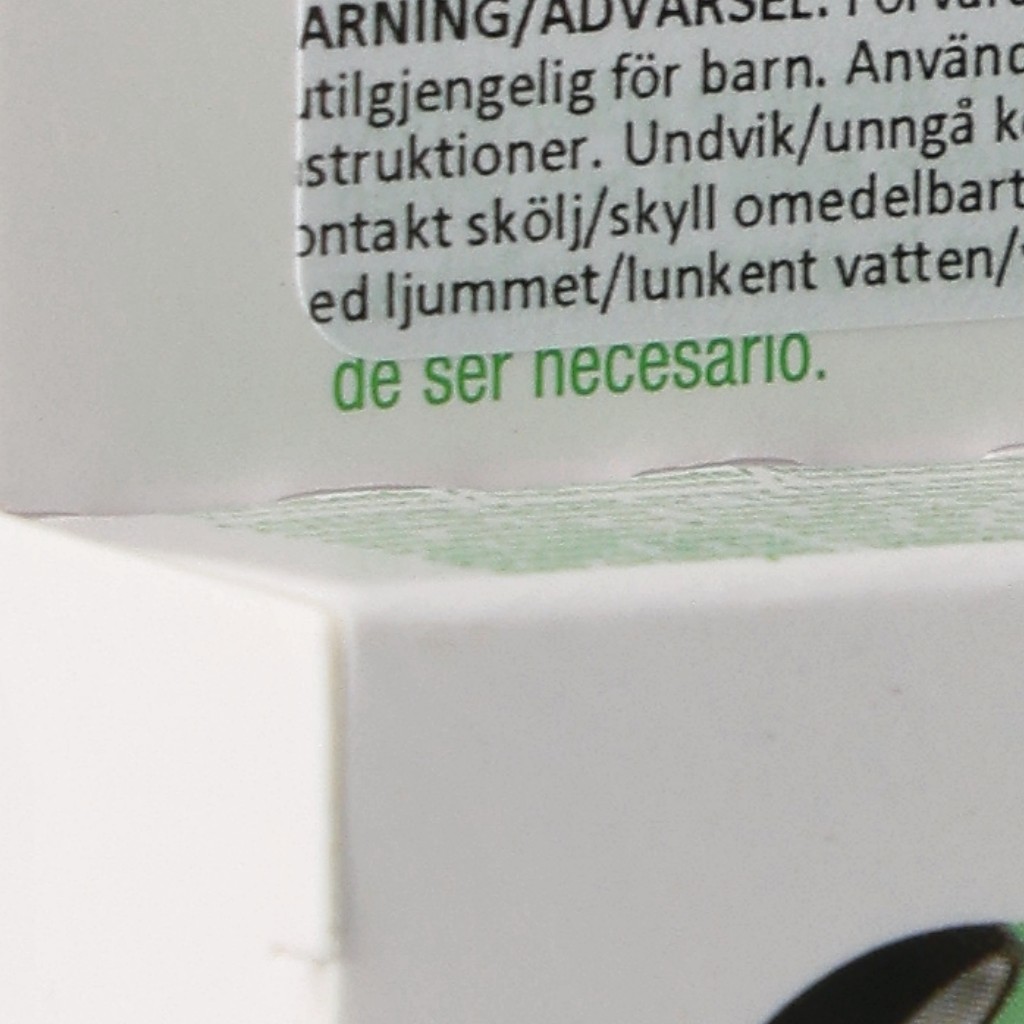 ARNING/ADVARSEL:
utilgjengelig för barn. Använd
struktioner. Undvik/unngå
ontakt skölj/skyll omedelbart
ed ljummet/lunkent vatten/
de ser necesario.